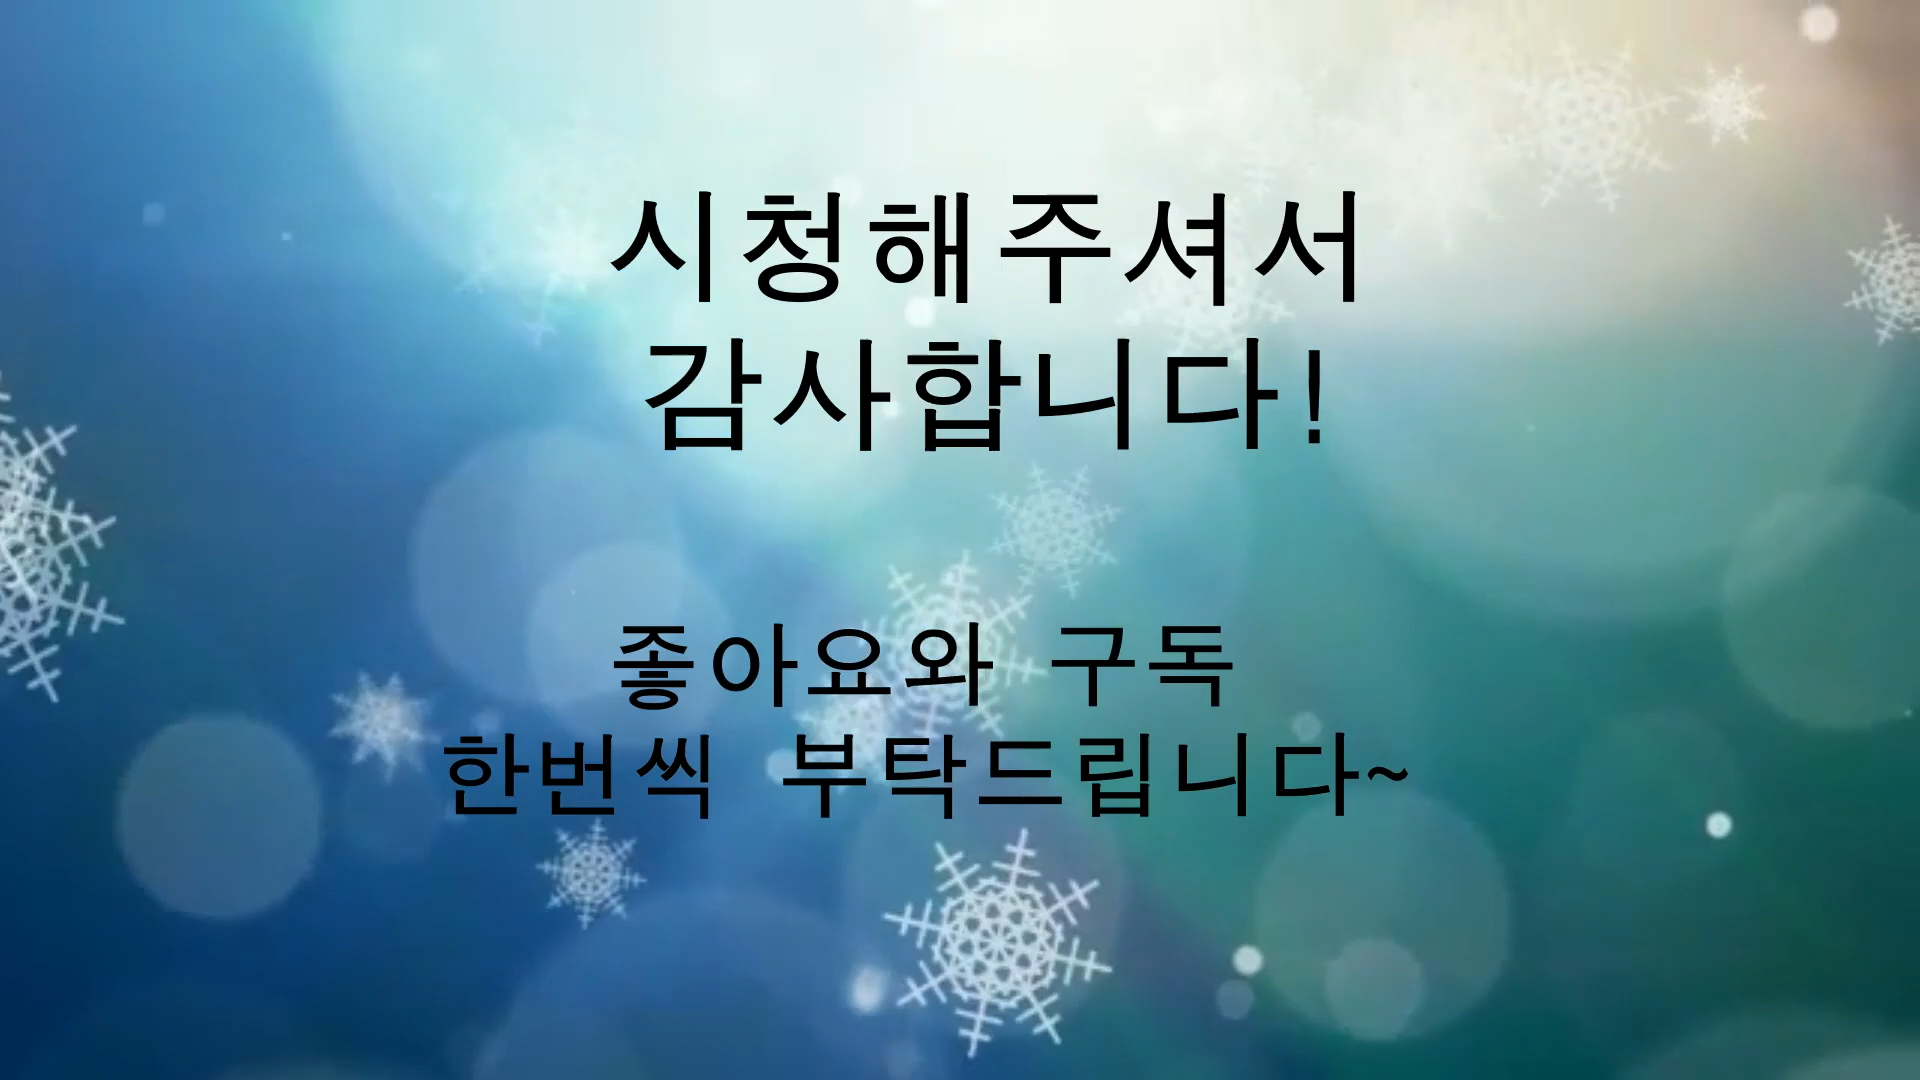 시청해주셔서
감사합니다!
좋아요와 구독
한번씩 부탁드립니다~